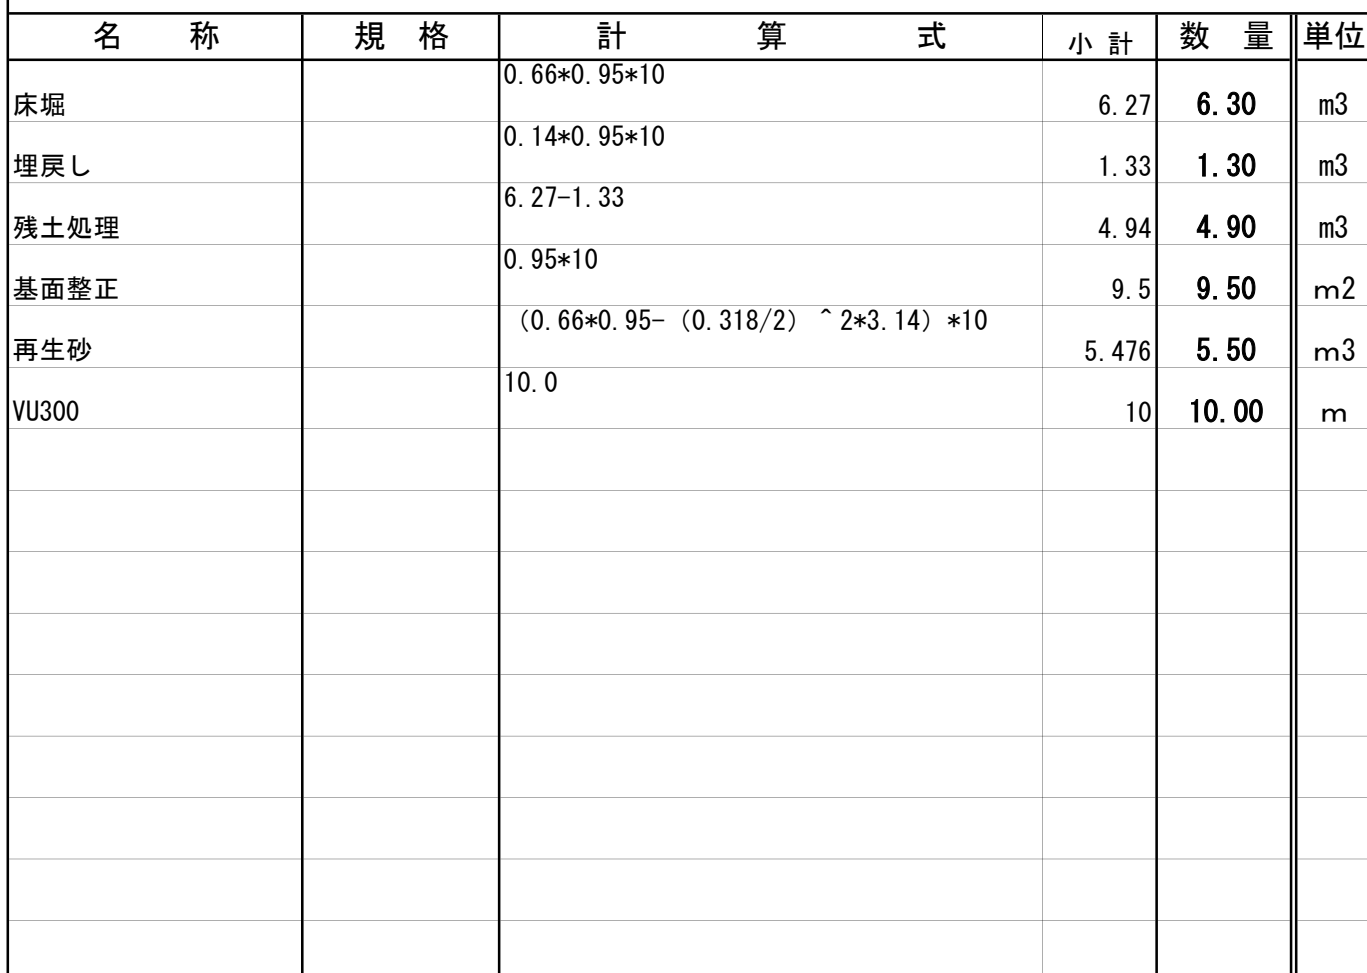 名 称 規 格 計 算 式 小 計 数 量 単位
0.66*0.95*10
床堀 6.27 6.30 m3
0.14*0.95*10
埋戻し 1.33 1.30 m3
6.27-1.33
残土処理 4.94 4.90 m3
0.95*10
基面整正 9.5 9.50 m2
(0.66*0.95-(0.318/2)^2*3.14)*10
再生砂 5.476 5.50 m3
10.0
VU300 10 10.00 m